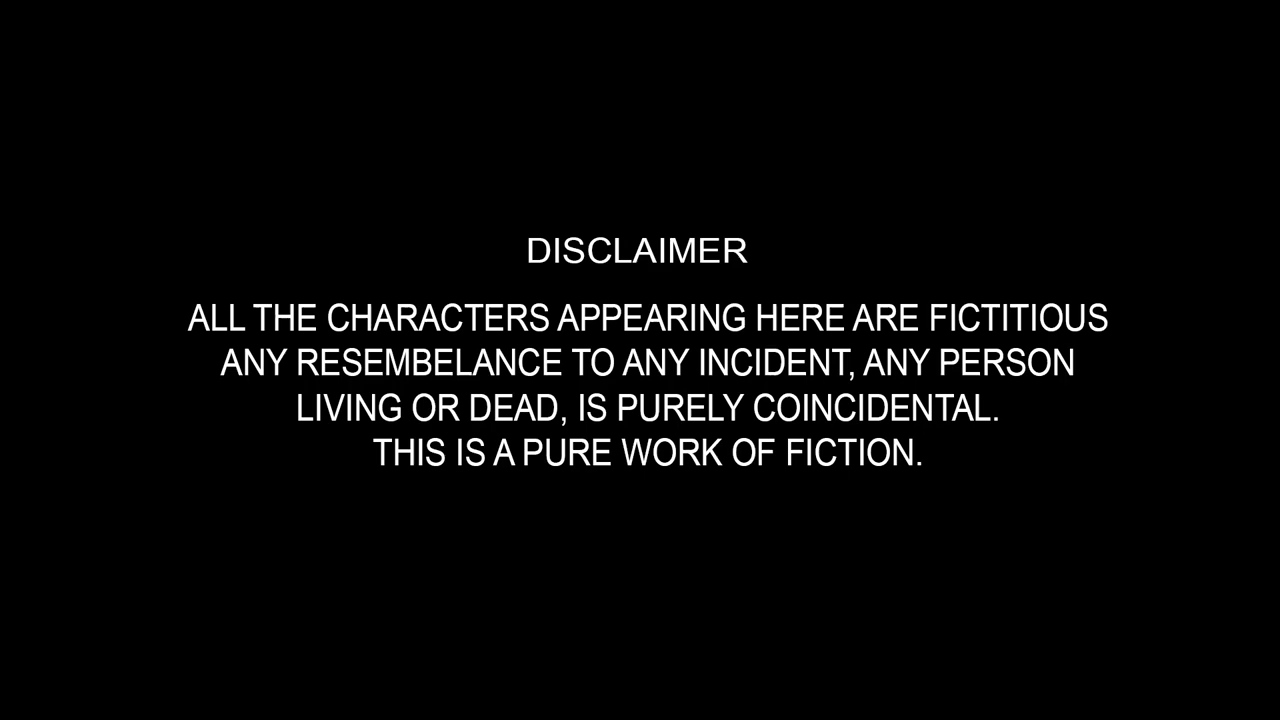 DISCLAIMER
ALL THE CHARACTERS APPEARING HERE ARE FICTITIOUS
ANY RESEMBELANCE TO ANY INCIDENT, ANY PERSON
LIVING OR DEAD, IS PURELY COINCIDENTAL.
THIS IS A PURE WORK OF FICTION.